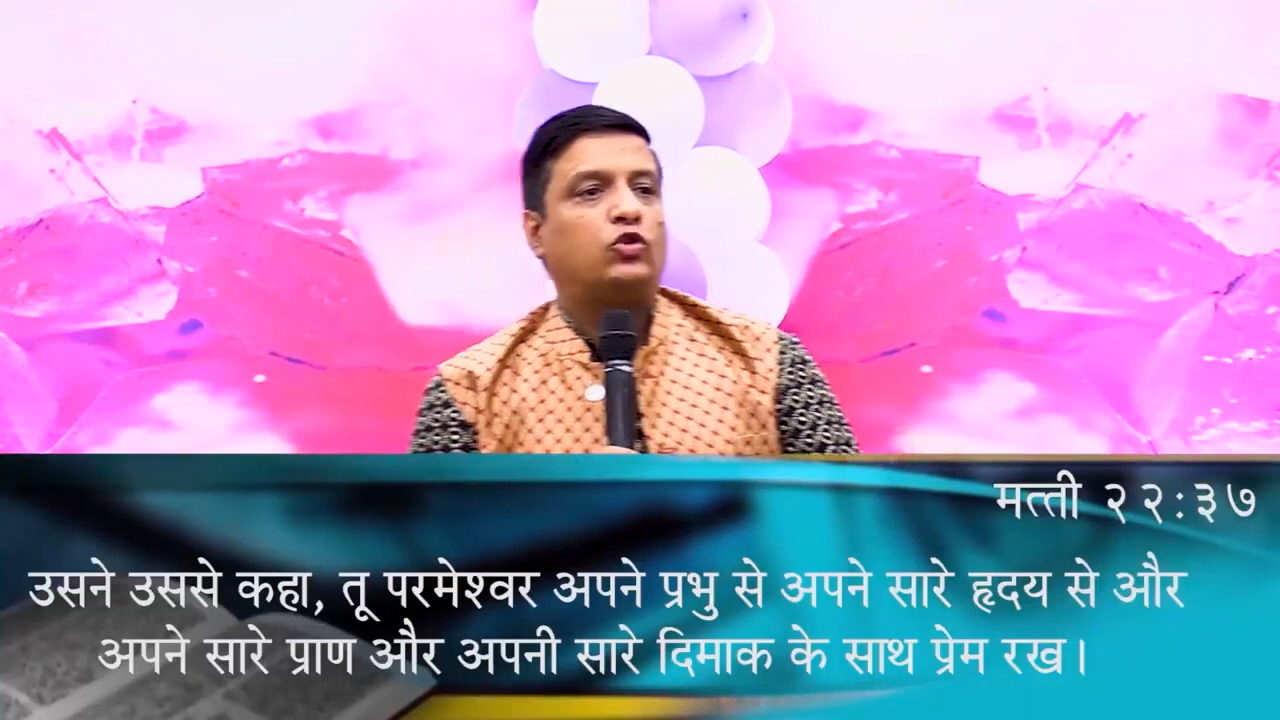 मत्ती २२:३७
उसने उससे कहा, तू परमेश्वर अपने प्रभु से अपने सारे हृदय से और
अपने सारे प्राण और अपनी सारे दिमाक के साथ प्रेम रख।